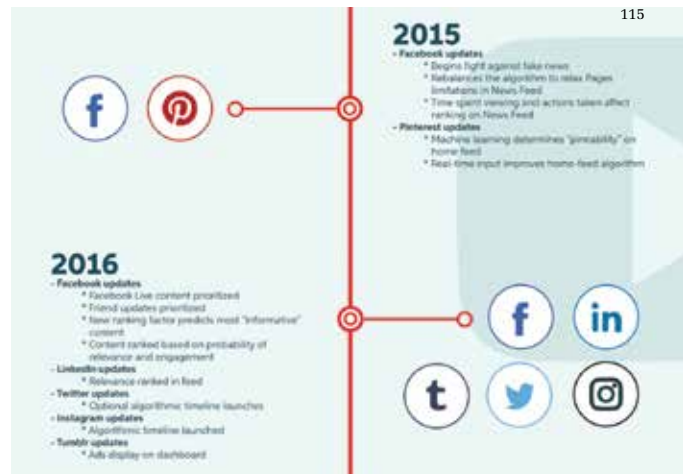 115
2015
- Facebook updates
* Begins fight against fake news
* Rebalances the algorithm to relax Pages
limitations in News Feed
* Time spent viewing and actions taken affect
ranking on News Feed
- Pinterest updates
* Machine learning determines "pinnability" on
home feed
* Real-time input improves home-feed algorithm
2016
- Facebook updates
* Facebook Live content prioritized
* Friend updates prioritized
* New ranking factor predicts most "informative"
content
* Content ranked based on probability of
relevance and engagement
- LinkedIn updates
* Relevance ranked in feed
- Twitter updates
* Optional algorithmic timeline launches
- Instagram updates
* Algorithmic timeline launched
- Tumblr updates
* Ads display on dashboard